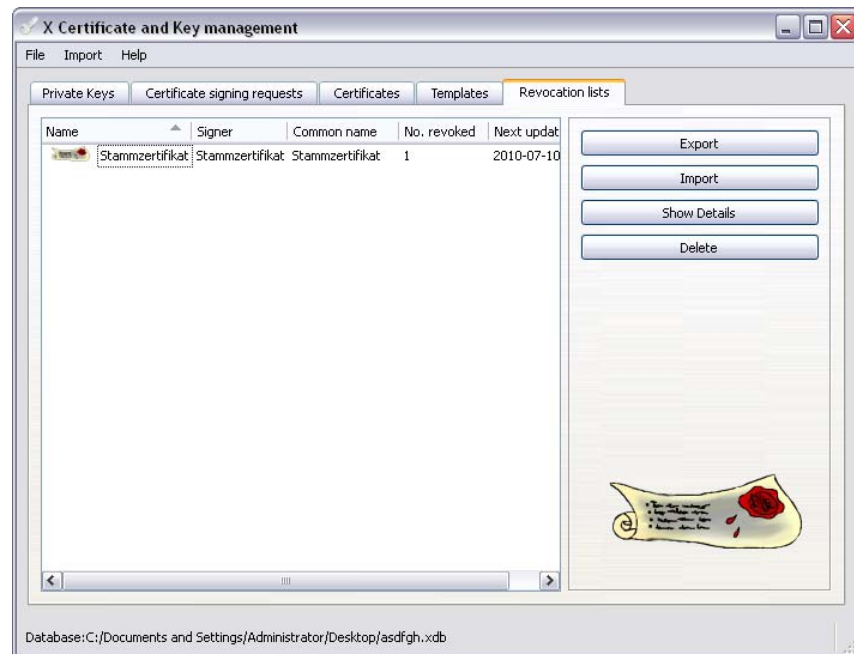 X Certificate and Key management
File Import Help
Private Keys Certificate signing requests Certificates Templates Revocation lists
Name Signer Common name No. revoked Next updat
Stammzertifikat Stammzertifikat Stammzertifikat 1 2010-07-10
Export
Import
Show Details
Delete
Database:C:/Documents and Settings/Administrator/Desktop/asdfgh.xdb